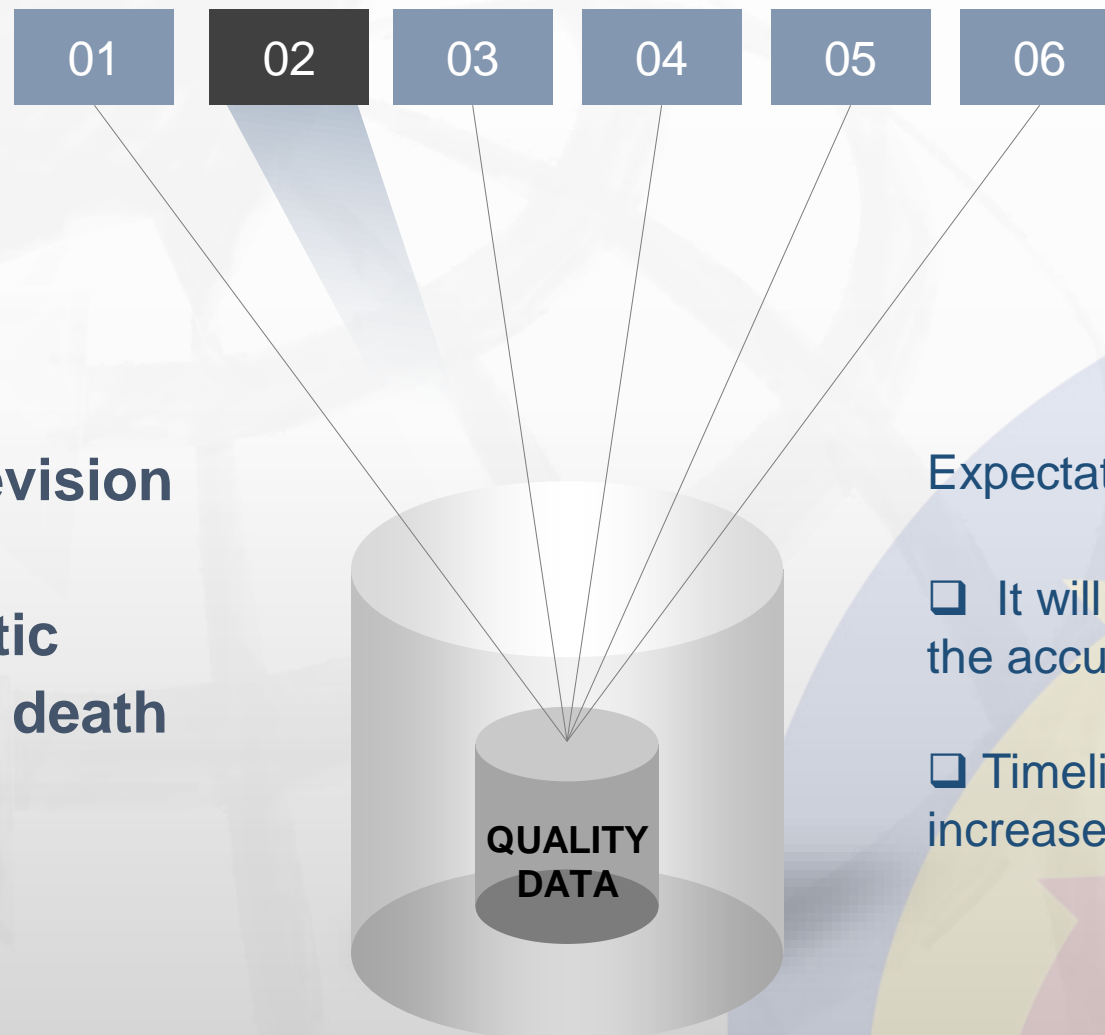 01 02 03 04 05 06
evision
tic
death
Expectat
❑ It will
the accu
❑ Timeli
increase
QUALITY
DATA